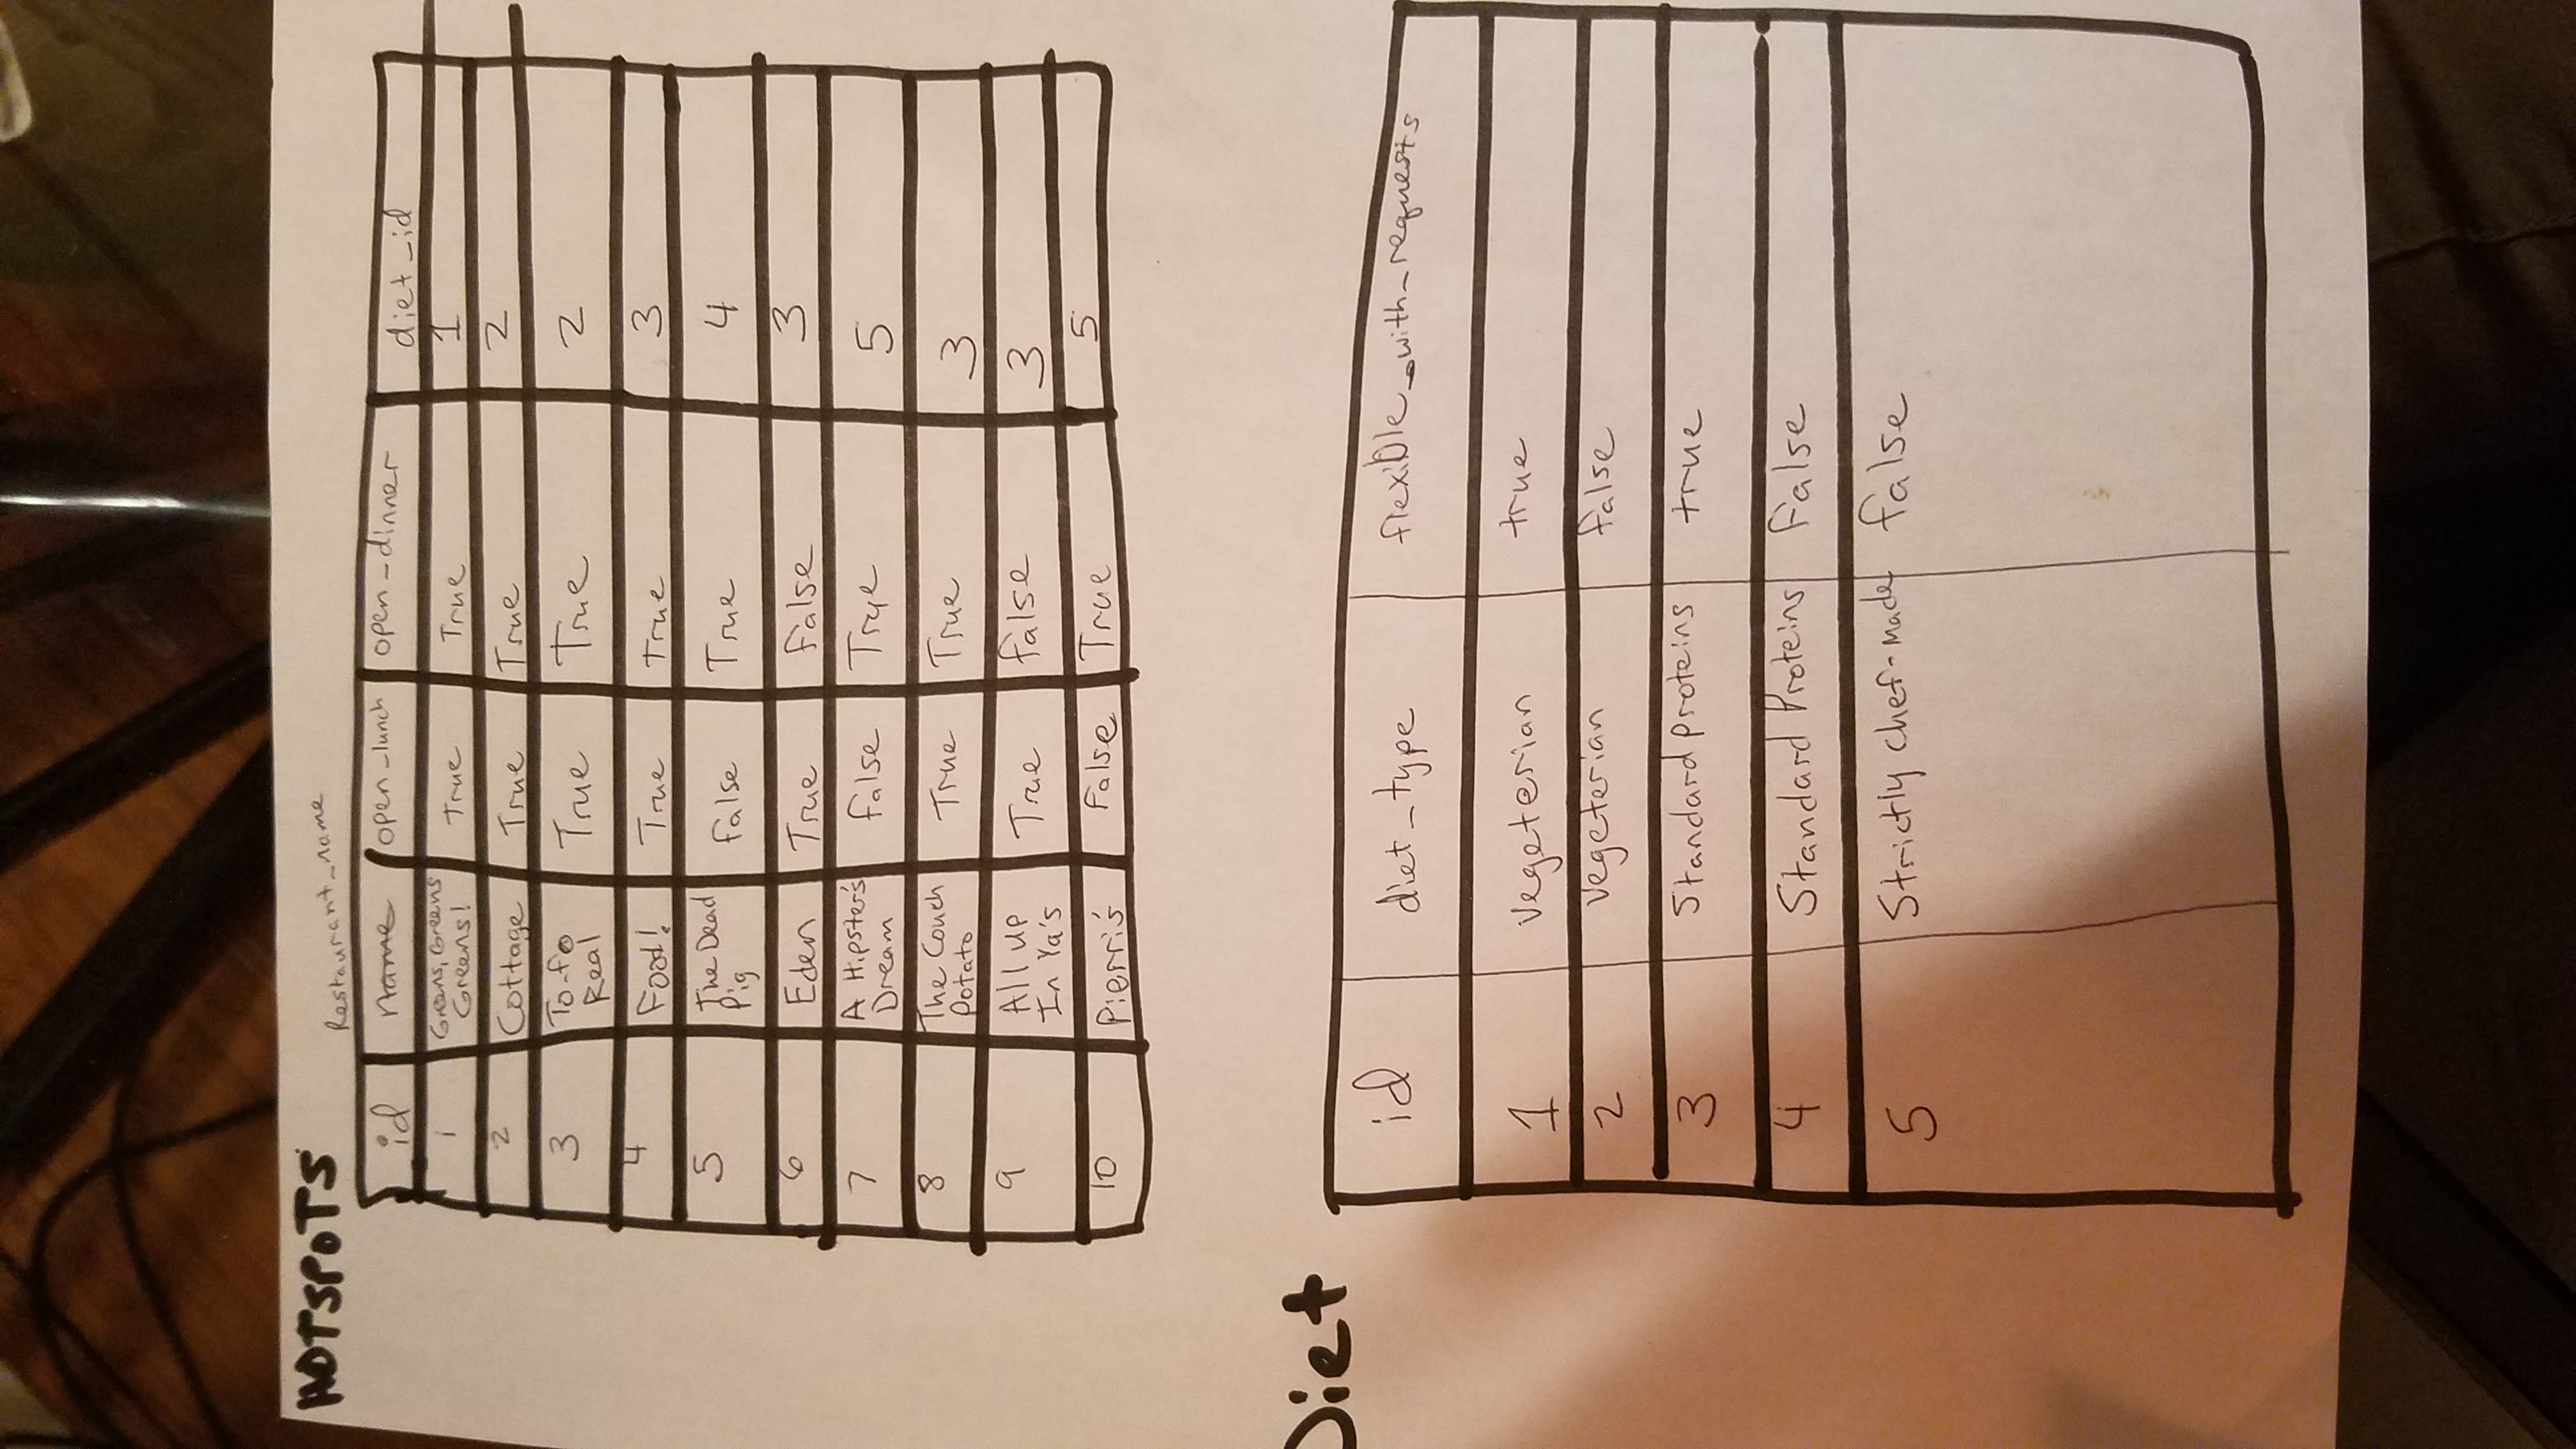 HOTSPOTS
Restaurant_name
id name open_lunch open_dinner diet_id
1 Greens, Greens True True 1
Greens!
2 Cottage True True 2
3 To-fo True True 2
Real
4 Food! True True 3
5 The Dead False True 4
Pig
6 Eden True False 3
7 A Hipster's False True 5
Dream
8 The Couch True True 3
Potato
9 All up True False 3
In Ya's
10 Pierri's False True 5
Diet
id diet_type flexible_with_requests
1 vegeterian true
2 vegeterian false
3 Standard proteins true
4 Standard Proteins False
5 Strictly chef-made false